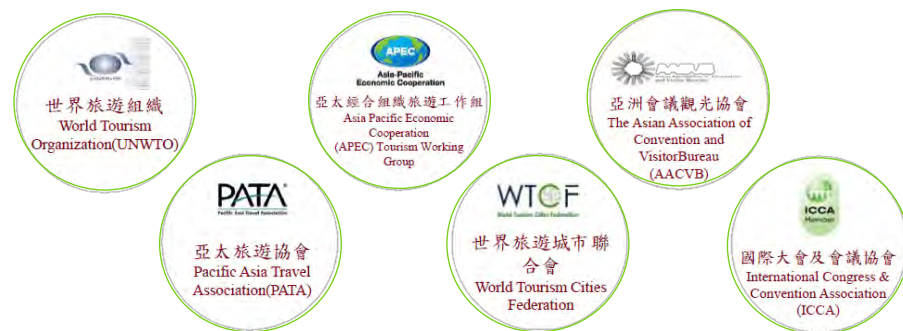 世界旅遊組織
World Tourism
Organization(UNWTO)
APEC
Asia-Pacific
Economic Cooperation
亞太經合組織旅遊工作組
Asia Pacific Economic
Cooperation
(APEC) Tourism Working
Group
and Visitor Bureaus
亞洲會議觀光協會
The Asian Association of
Convention and
VisitorBureau
(AACVB)
PATA
Pacific Asia Travel Association
亞太旅遊協會
Pacific Asia Travel
Association(PATA)
WTCF
World Tourism Cities Federation
世界旅遊城市聯
合會
World Tourism Cities
Federation
ICCA
Member
國際大會及會議協會
International Congress &
Convention Association
(ICCA)